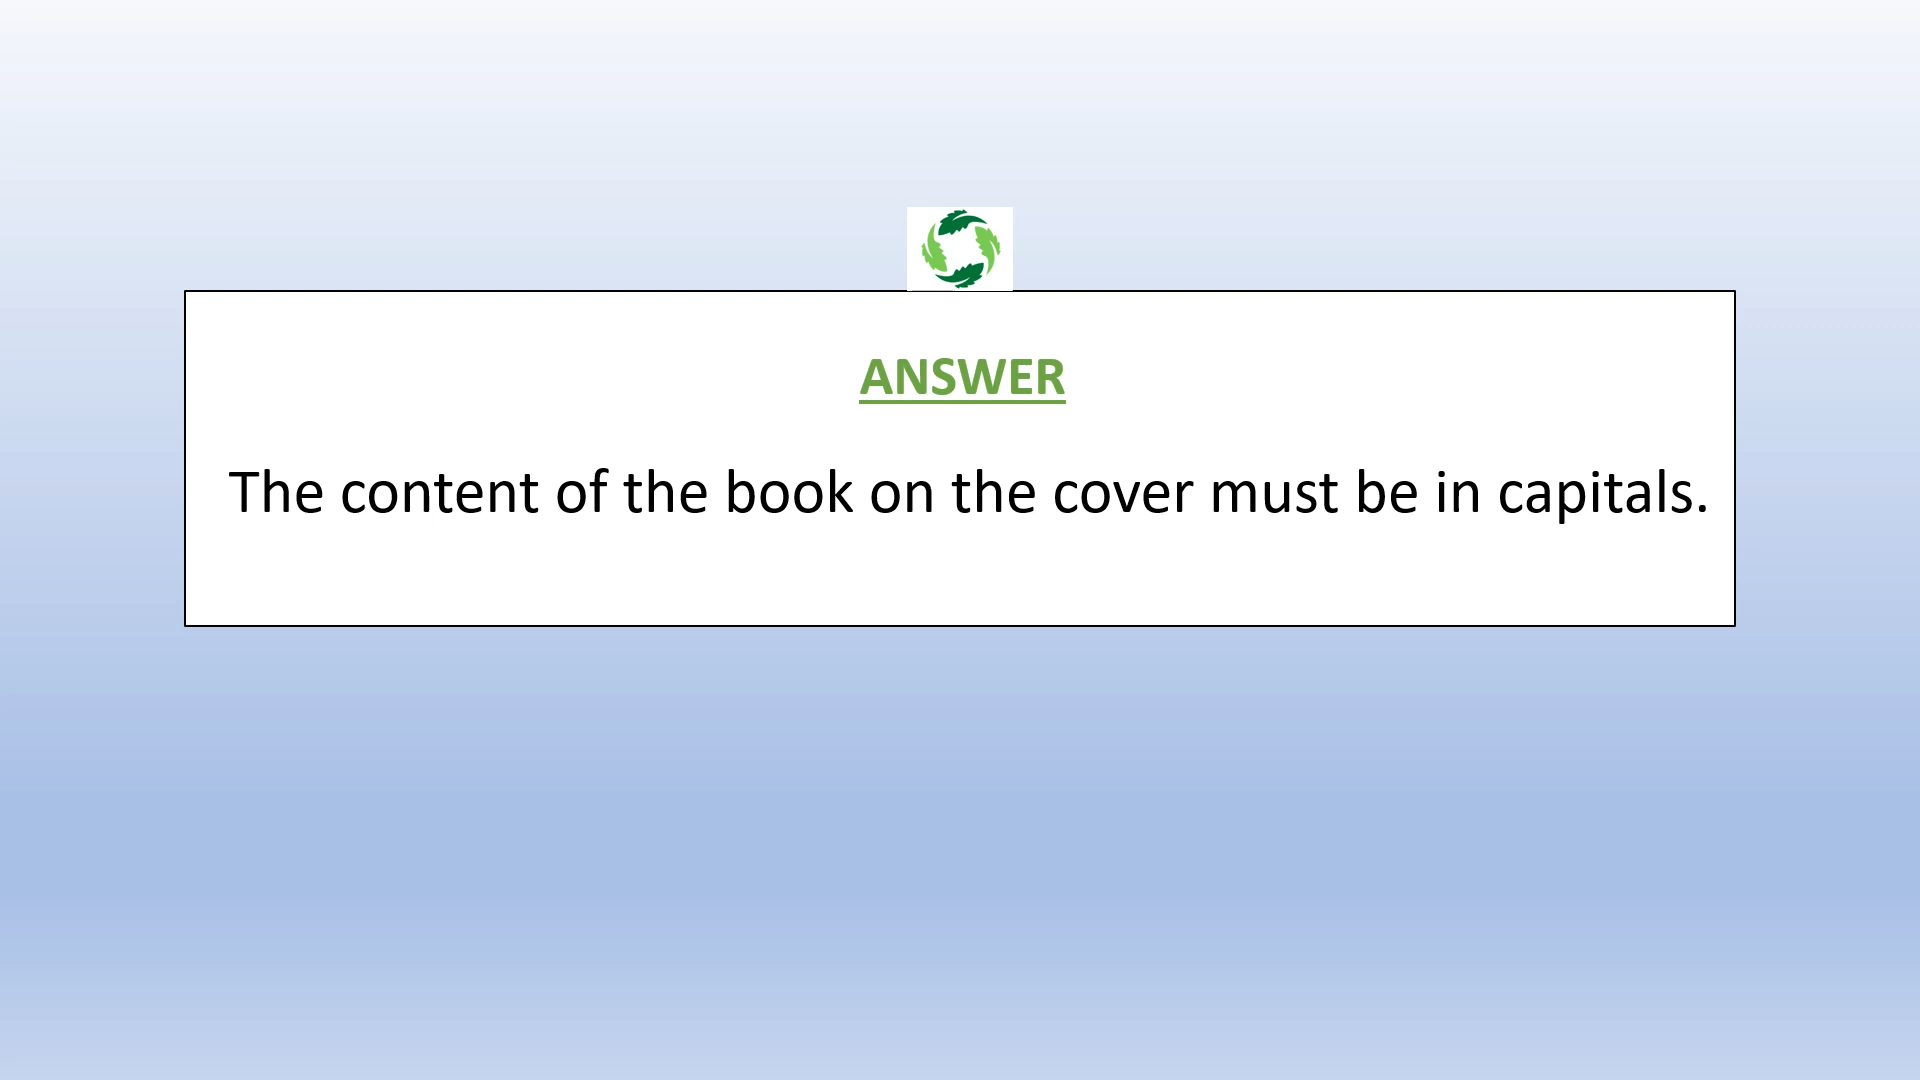 ANSWER
The content of the book on the cover must be in capitals.